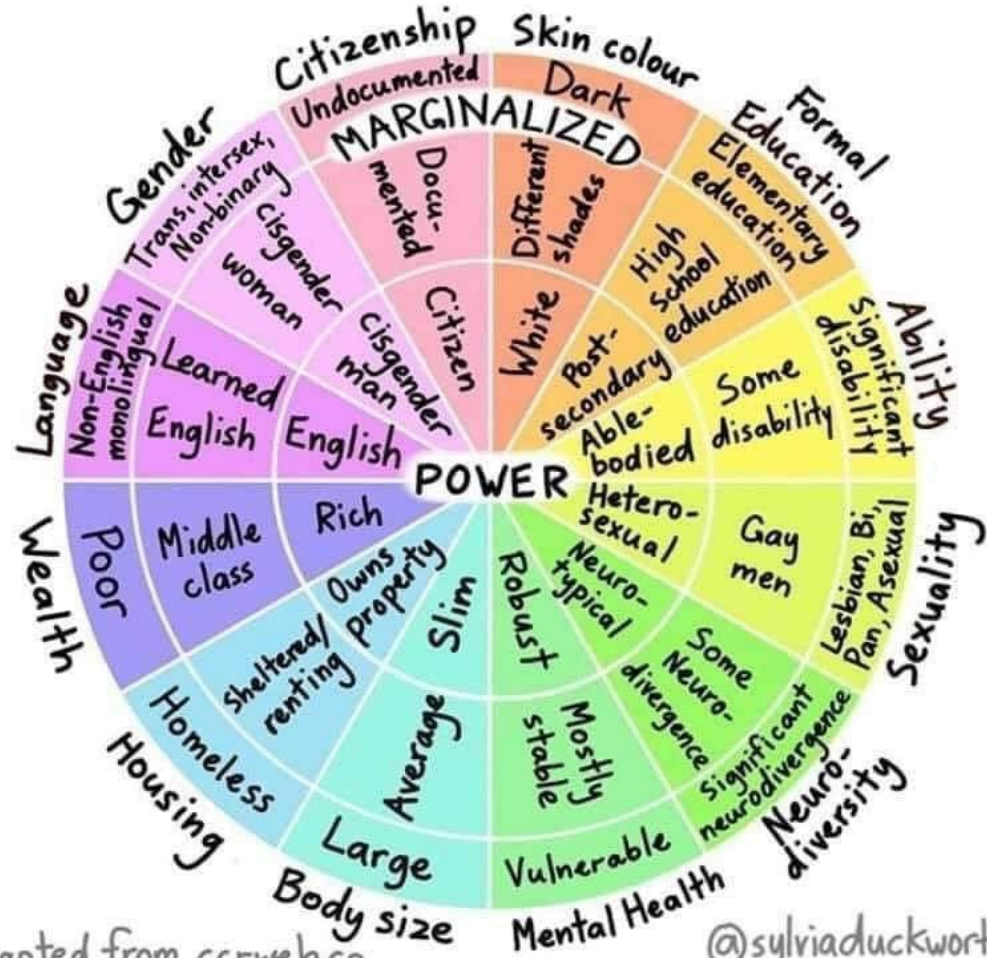 Citizenship
Undocumented
Docu-
mented
Citizen
Skin colour
Dark
Different
shades
White
Formal
Education
Elementary
education
High
school
education
Post-
secondary
Ability
Significant
disability
Some
disability
Able-
bodied
Sexuality
Lesbian, Bi,
Pan, Asexual
Gay
men
Hetero-
sexual
Neuro-
diversity
Significant
neurodivergence
Some
Neuro-
divergence
Neuro-
typical
Mental Health
Vulnerable
Mostly
stable
Robust
Body size
Large
Average
Slim
Housing
Homeless
Sheltered/
renting
Owns
property
Wealth
Poor
Middle
class
Rich
Language
Non-English
monolingual
Learned
English
English
Gender
Trans, intersex,
Non-binary
cisgender
woman
cisgender
man
MARGINALIZED
POWER
from
@sylviaduckwort